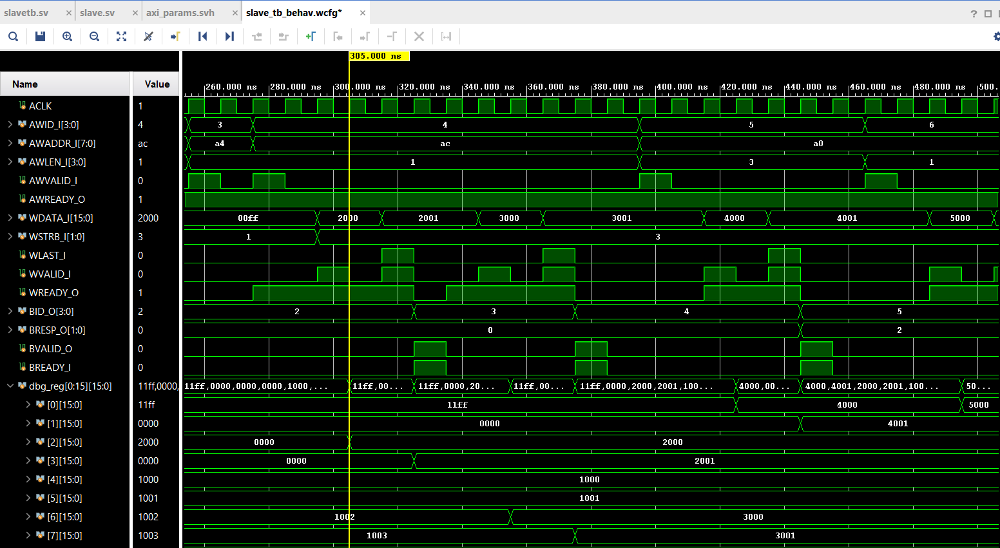 slavetb.sv × slave.sv × axi_params.svh × slave_tb_behav.wcfg* × ?
305.000 ns
Name Value
260.000 ns 280.000 ns 300.000 ns 320.000 ns 340.000 ns 360.000 ns 380.000 ns 400.000 ns 420.000 ns 440.000 ns 460.000 ns 480.000 ns 500.
ACLK 1
AWID_I[3:0] 4 3 4 5 6
AWADDR_I[7:0] ac a4 ac a0
AWLEN_I[3:0] 1 1 3 1
AWVALID_I 0
AWREADY_O 1
WDATA_I[15:0] 2000 00ff 2000 2001 3000 3001 4000 4001 5000
WSTRB_I[1:0] 3 1 3
WLAST_I 0
WVALID_I 0
WREADY_O 1
BID_O[3:0] 2 2 3 4 5
BRESP_O[1:0] 0 0 2
BVALID_O 0
BREADY_I 0
dbg_reg[0:15][15:0] 11ff,0000, 11ff,0000,0000,0000,1000,... 11ff,00... 11ff,0000,20... 11ff,00... 11ff,0000,2000,2001,100... 4000,00... 4000,4001,2000,2001,100... 50...
[0][15:0] 11ff 11ff 4000 5000
[1][15:0] 0000 0000 4001
[2][15:0] 2000 0000 2000
[3][15:0] 0000 0000 2001
[4][15:0] 1000 1000
[5][15:0] 1001 1001
[6][15:0] 1002 1002 3000
[7][15:0] 1003 1003 3001